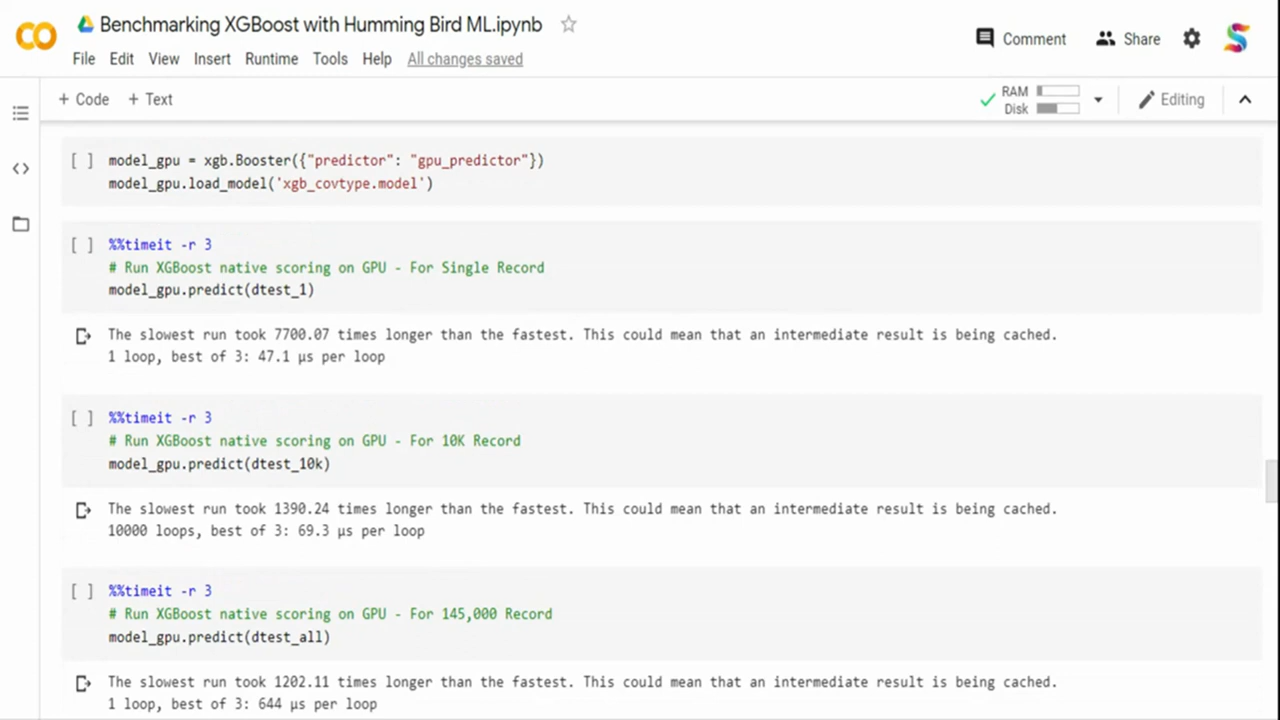 Benchmarking XGBoost with Humming Bird ML.ipynb
Comment
Share
File Edit View Insert Runtime Tools Help All changes saved
+ Code + Text
RAM
Disk
Editing
[ ] model_gpu = xgb.Booster({"predictor": "gpu_predictor"})
model_gpu.load_model('xgb_covtype.model')
[ ] %%timeit -r 3
# Run XGBoost native scoring on GPU - For Single Record
model_gpu.predict(dtest_1)
The slowest run took 7700.07 times longer than the fastest. This could mean that an intermediate result is being cached.
1 loop, best of 3: 47.1 µs per loop
[ ] %%timeit -r 3
# Run XGBoost native scoring on GPU - For 10K Record
model_gpu.predict(dtest_10k)
The slowest run took 1390.24 times longer than the fastest. This could mean that an intermediate result is being cached.
10000 loops, best of 3: 69.3 µs per loop
[ ] %%timeit -r 3
# Run XGBoost native scoring on GPU - For 145,000 Record
model_gpu.predict(dtest_all)
The slowest run took 1202.11 times longer than the fastest. This could mean that an intermediate result is being cached.
1 loop, best of 3: 644 µs per loop